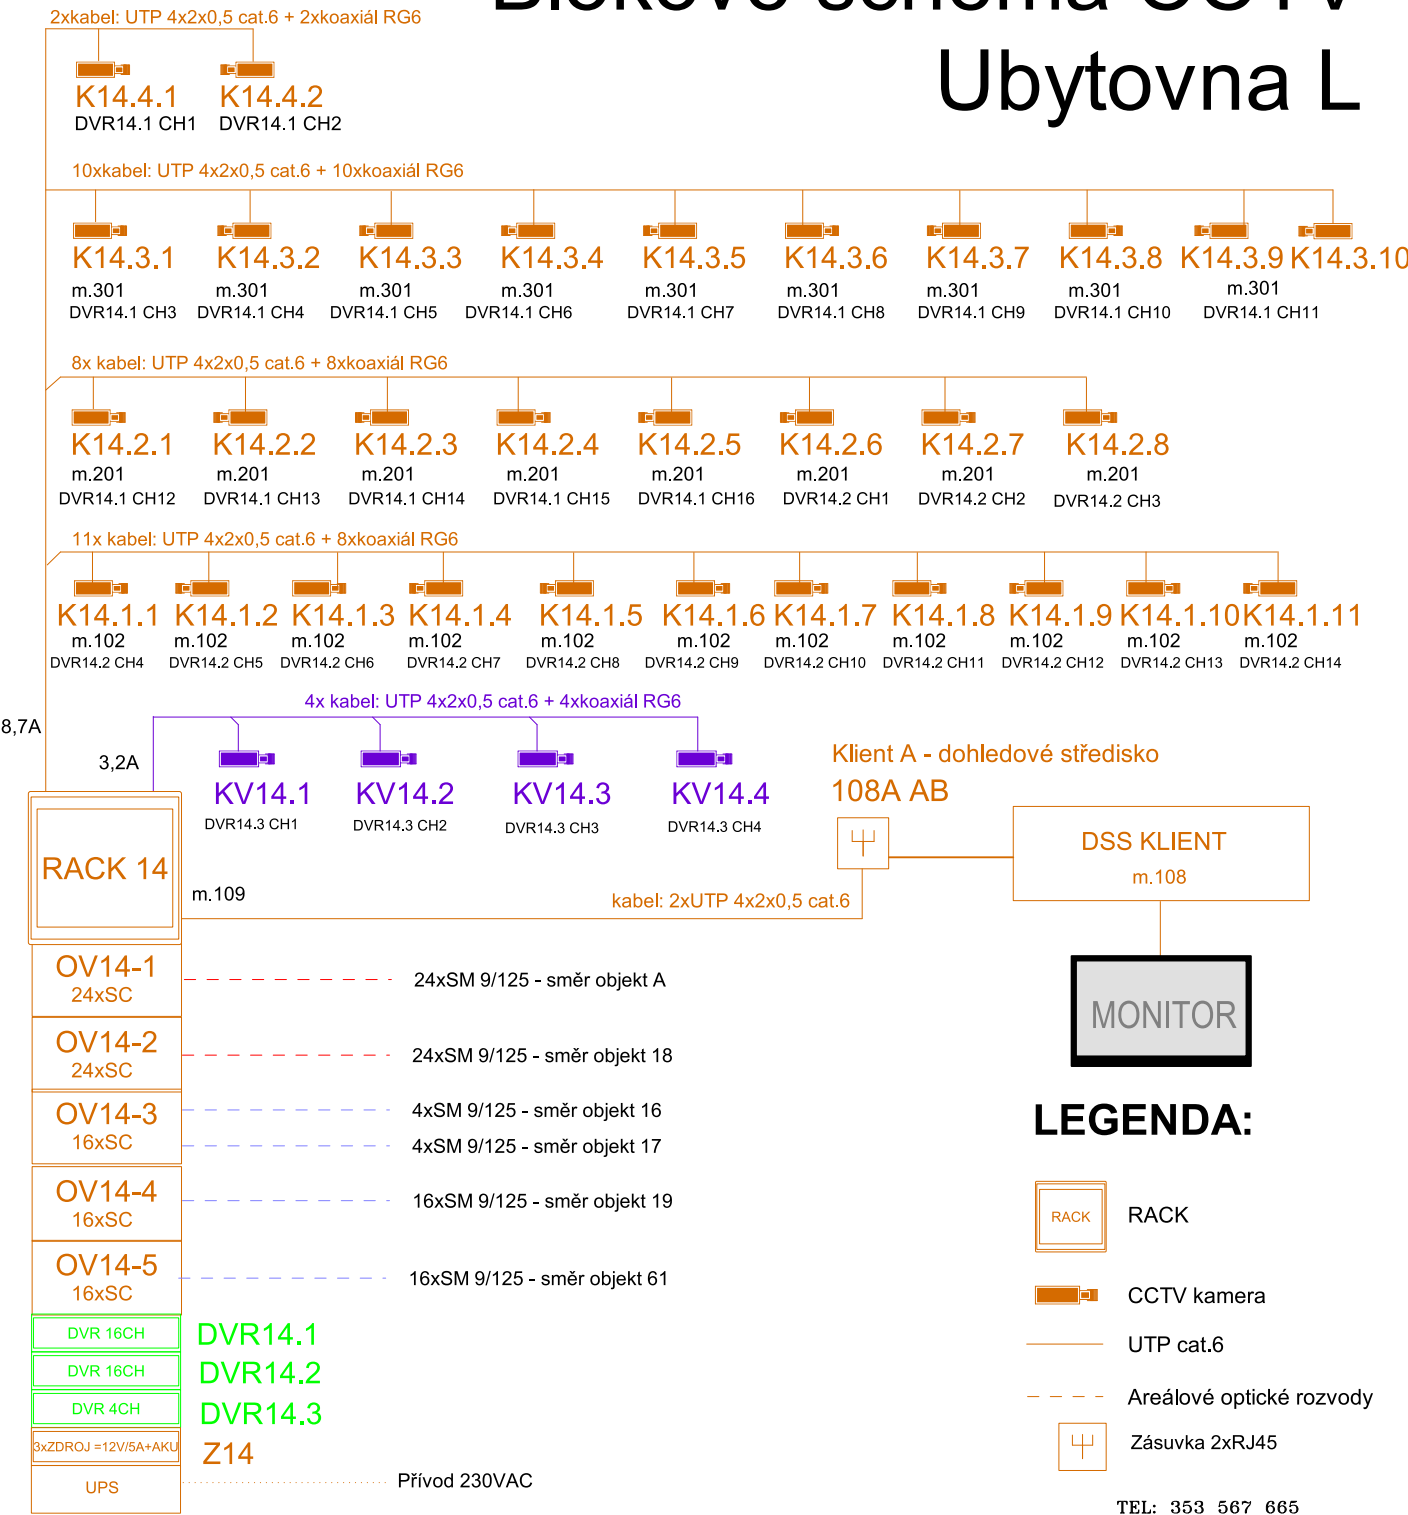 Blokové schéma CCTV
Ubytovna L
2xkabel: UTP 4x2x0,5 cat.6 + 2xkoaxiál RG6
K14.4.1 K14.4.2
DVR14.1 CH1 DVR14.1 CH2
10xkabel: UTP 4x2x0,5 cat.6 + 10xkoaxiál RG6
K14.3.1 K14.3.2 K14.3.3 K14.3.4 K14.3.5 K14.3.6 K14.3.7 K14.3.8 K14.3.9 K14.3.10
m.301 m.301 m.301 m.301 m.301 m.301 m.301 m.301 m.301
DVR14.1 CH3 DVR14.1 CH4 DVR14.1 CH5 DVR14.1 CH6 DVR14.1 CH7 DVR14.1 CH8 DVR14.1 CH9 DVR14.1 CH10 DVR14.1 CH11
8x kabel: UTP 4x2x0,5 cat.6 + 8xkoaxiál RG6
K14.2.1 K14.2.2 K14.2.3 K14.2.4 K14.2.5 K14.2.6 K14.2.7 K14.2.8
m.201 m.201 m.201 m.201 m.201 m.201 m.201 m.201
DVR14.1 CH12 DVR14.1 CH13 DVR14.1 CH14 DVR14.1 CH15 DVR14.1 CH16 DVR14.2 CH1 DVR14.2 CH2 DVR14.2 CH3
11x kabel: UTP 4x2x0,5 cat.6 + 8xkoaxiál RG6
K14.1.1 K14.1.2 K14.1.3 K14.1.4 K14.1.5 K14.1.6 K14.1.7 K14.1.8 K14.1.9 K14.1.10 K14.1.11
m.102 m.102 m.102 m.102 m.102 m.102 m.102 m.102 m.102 m.102 m.102
DVR14.2 CH4 DVR14.2 CH5 DVR14.2 CH6 DVR14.2 CH7 DVR14.2 CH8 DVR14.2 CH9 DVR14.2 CH10 DVR14.2 CH11 DVR14.2 CH12 DVR14.2 CH13 DVR14.2 CH14
4x kabel: UTP 4x2x0,5 cat.6 + 4xkoaxiál RG6
8,7A
3,2A
KV14.1 KV14.2 KV14.3 KV14.4
DVR14.3 CH1 DVR14.3 CH2 DVR14.3 CH3 DVR14.3 CH4
Klient A - dohledové středisko
108A AB
DSS KLIENT
m.108
RACK 14
m.109
kabel: 2xUTP 4x2x0,5 cat.6
MONITOR
OV14-1
24xSC
24xSM 9/125 - směr objekt A
OV14-2
24xSC
24xSM 9/125 - směr objekt 18
OV14-3
16xSC
4xSM 9/125 - směr objekt 16
4xSM 9/125 - směr objekt 17
OV14-4
16xSC
16xSM 9/125 - směr objekt 19
OV14-5
16xSC
16xSM 9/125 - směr objekt 61
DVR 16CH DVR14.1
DVR 16CH DVR14.2
DVR 4CH DVR14.3
3xZDROJ =12V/5A+AKU Z14
UPS Přívod 230VAC
LEGENDA:
RACK RACK
CCTV kamera
UTP cat.6
Areálové optické rozvody
Zásuvka 2xRJ45
TEL: 353 567 665